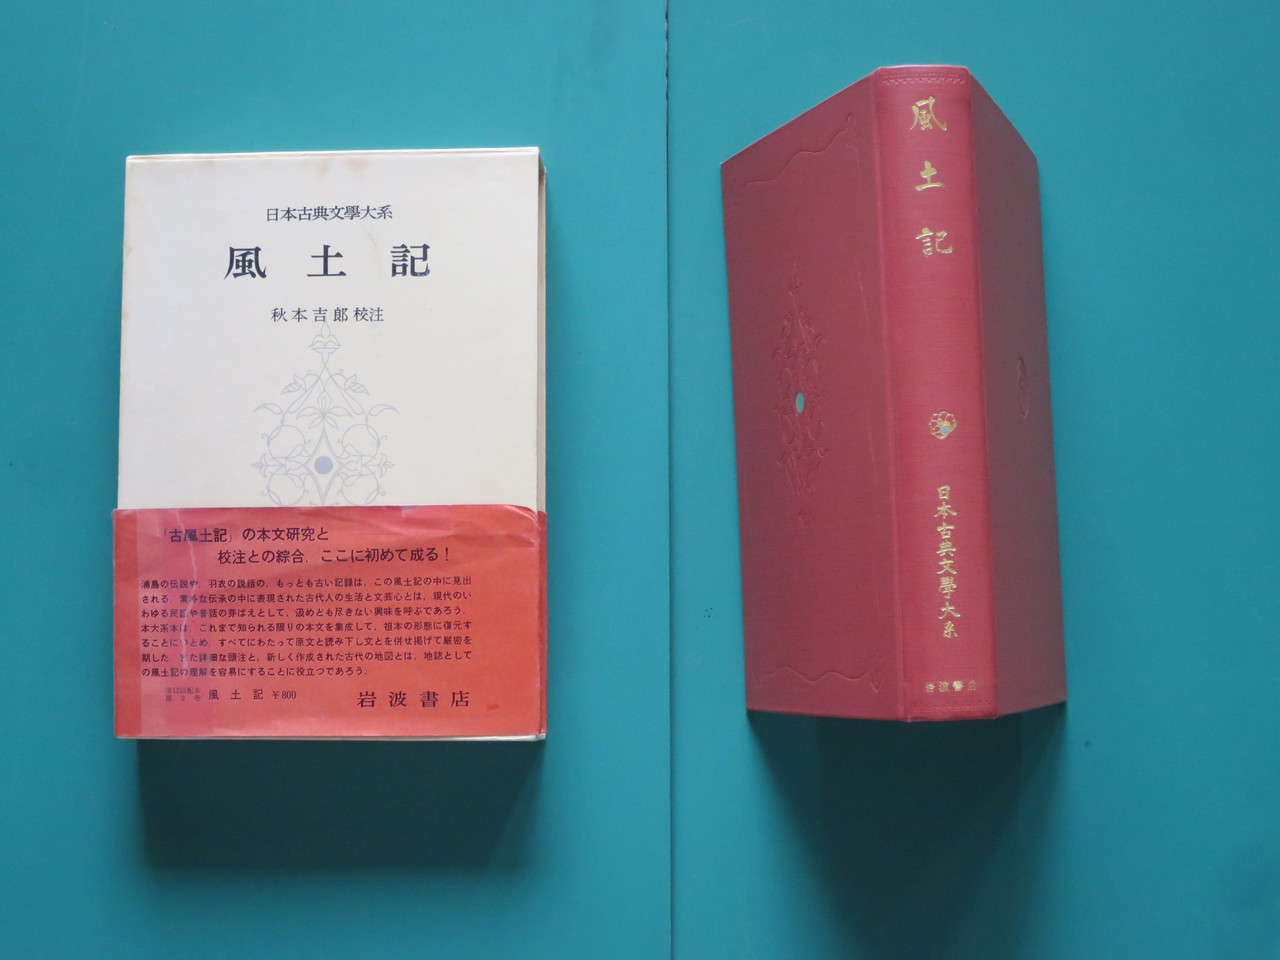 日本古典文學大系
風土記
秋本吉郎校注
「古風土記」の本文研究と
校注との綜合，ここに初めて成る！
浦島の伝説や，羽衣の説話の，もっとも古い記録は，この風土記の中に見出
される．素朴な伝承の中に表現された古代人の生活と文芸心とは，現代のい
わゆる民話や昔話の芽ばえとして，汲めとも尽きない興味を呼ぶであろう．
本大系本は，これまで知られる限りの本文を集成して，祖本の形態に復元す
ることにつとめ，すべてにわたって原文と読み下し文とを併せ掲げて厳密を
期した．また詳細な頭注と，新しく作成された古代の地図とは，地誌として
の風土記の理解を容易にすることに役立つであろう．
第12回配本
第2巻
風土記 ￥800
岩波書店
風土記
日本古典文學大系
岩波書店